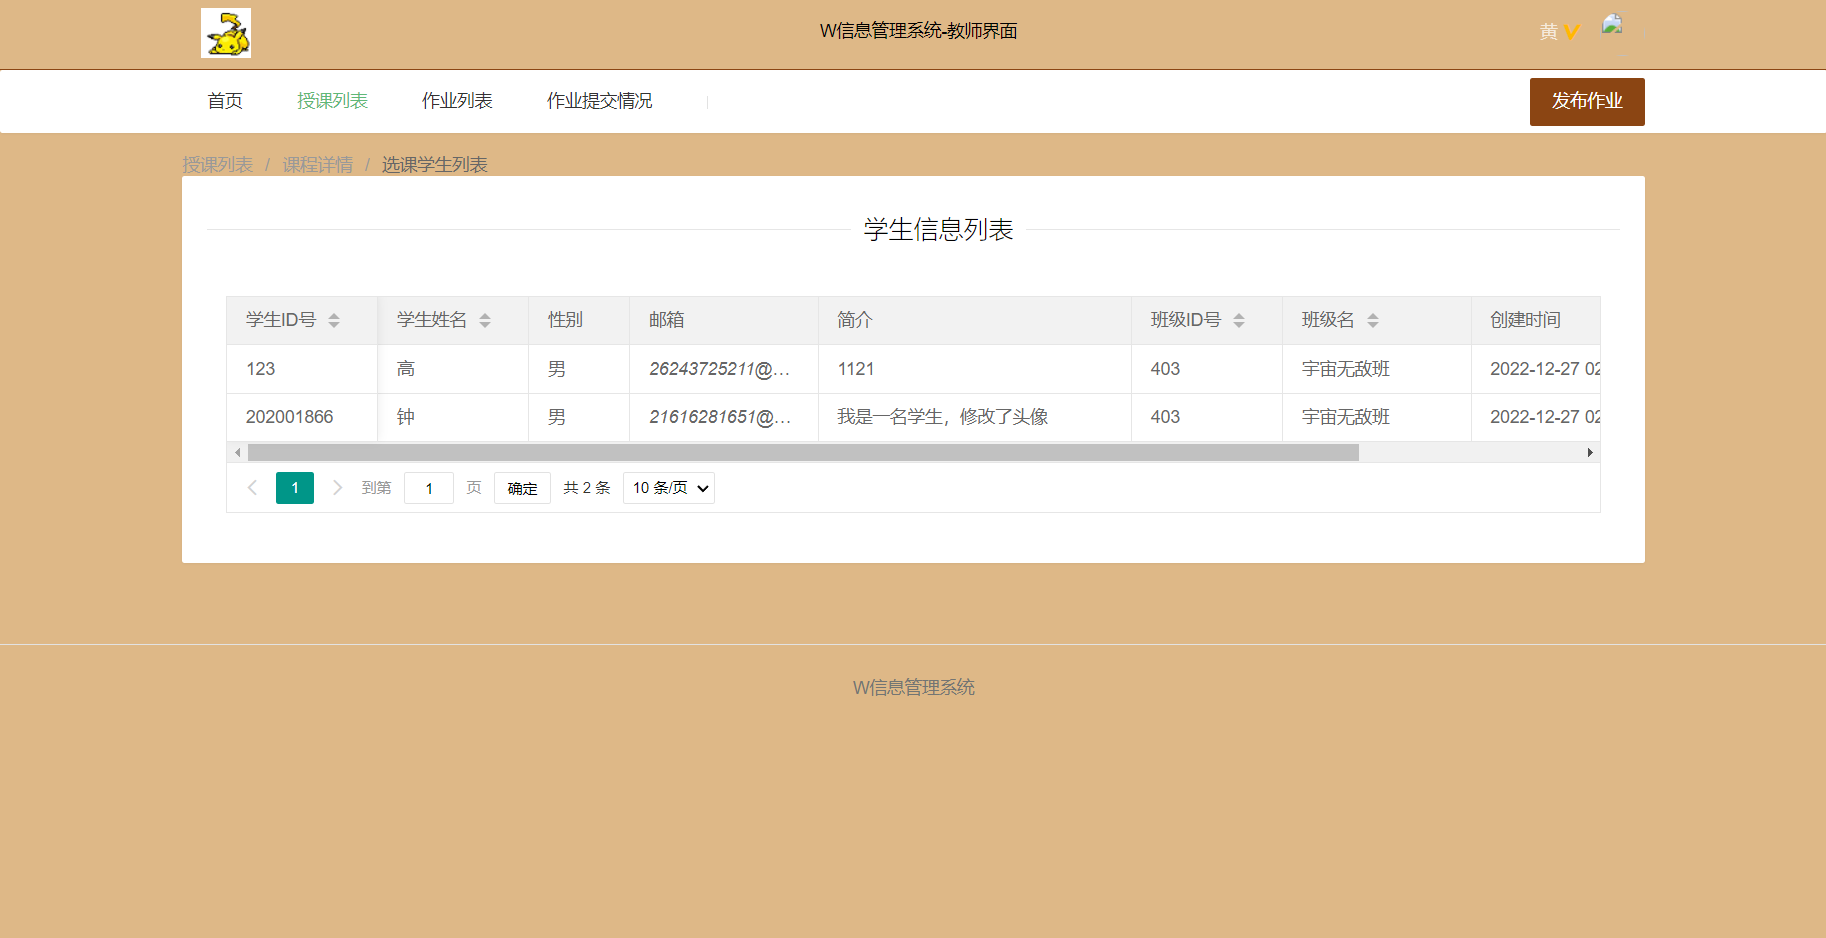 W信息管理系统-教师界面
黄
首页 授课列表 作业列表 作业提交情况 发布作业
授课列表 / 课程详情 / 选课学生列表
学生信息列表
学生ID号 学生姓名 性别 邮箱 简介 班级ID号 班级名 创建时间
123 高 男 26243725211@... 1121 403 宇宙无敌班 2022-12-27 02
202001866 钟 男 21616281651@... 我是一名学生，修改了头像 403 宇宙无敌班 2022-12-27 02
1 到第 1 页 确定 共 2 条 10 条/页
W信息管理系统